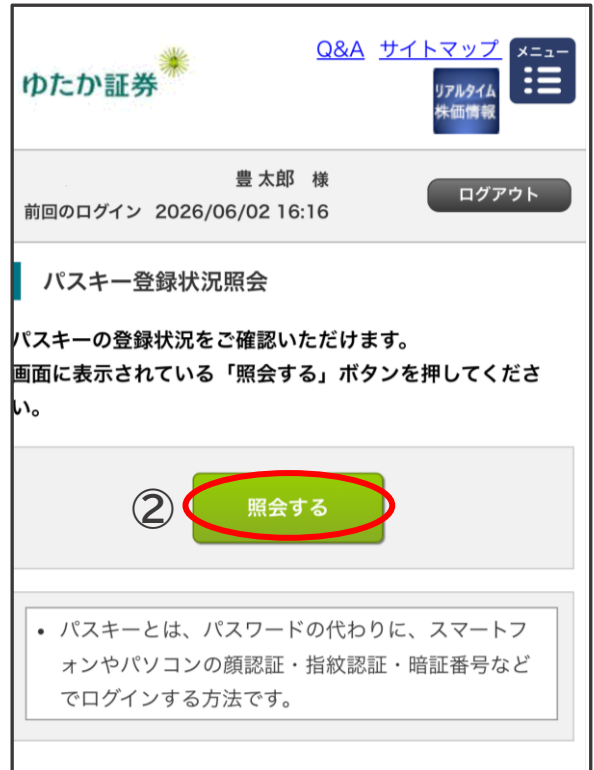 Q&A サイトマップ メニュー
ゆたか証券
リアルタイム
株価情報
豊 太郎 様
前回のログイン 2026/06/02 16:16
ログアウト
パスキー登録状況照会
パスキーの登録状況をご確認いただけます。
画面に表示されている「照会する」ボタンを押してくださ
い。
② 照会する
• パスキーとは、パスワードの代わりに、スマートフ
ォンやパソコンの顔認証・指紋認証・暗証番号など
でログインする方法です。